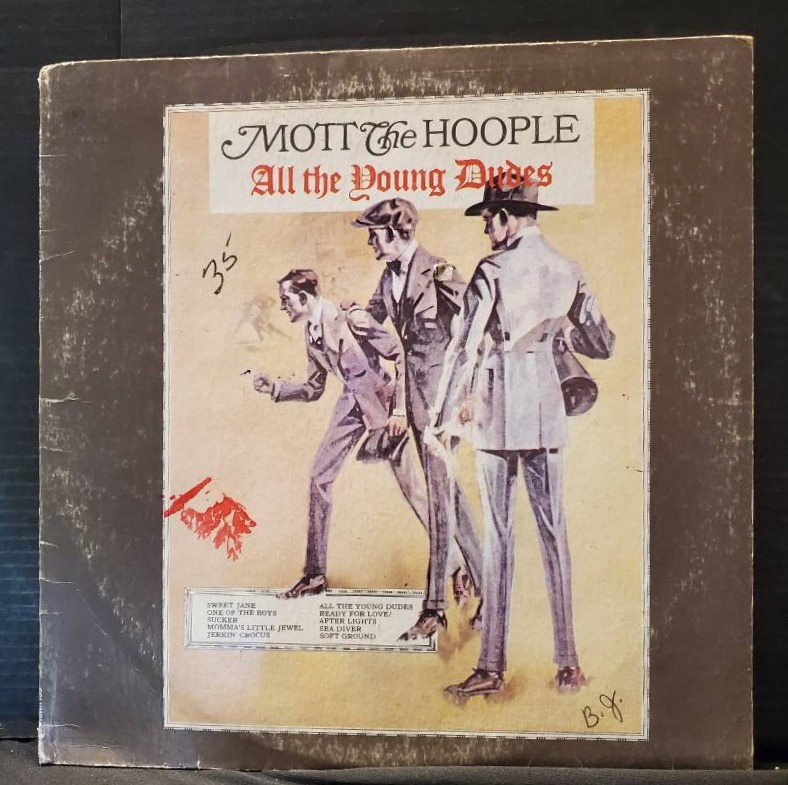 MOTT The HOOPLE
All the Young Dudes
35
SWEET JANE
ONE OF THE BOYS
SUCKER
MOMMA'S LITTLE JEWEL
JERKIN' CROCUS
ALL THE YOUNG DUDES
READY FOR LOVE/
AFTER LIGHTS
SEA DIVER
SOFT GROUND
B.J.